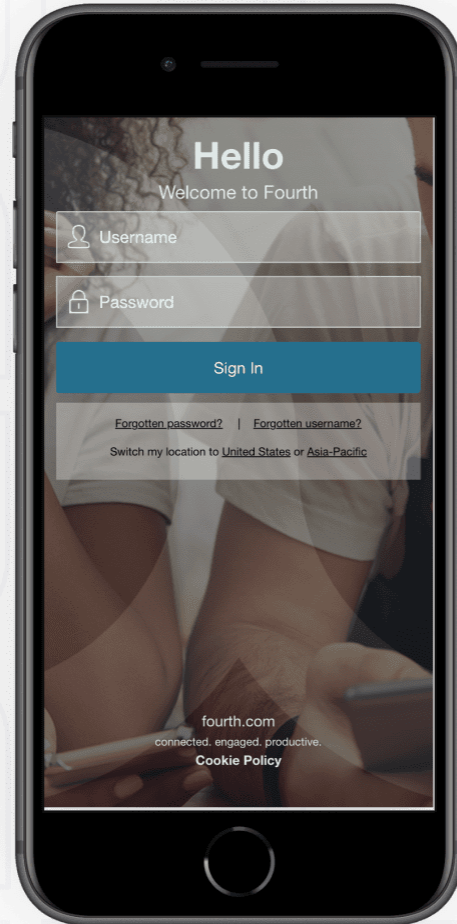 Hello
Welcome to Fourth
Username
Password
Sign In
Forgotten password? | Forgotten username?
Switch my location to United States or Asia-Pacific
fourth.com
connected. engaged. productive.
Cookie Policy